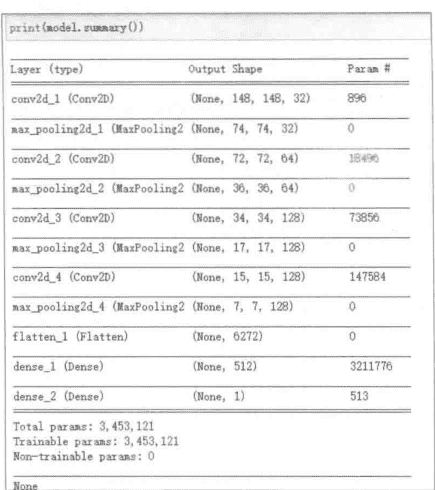 print(model.summary())
Layer (type) Output Shape Param #
conv2d_1 (Conv2D) (None, 148, 148, 32) 896
max_pooling2d_1 (MaxPooling2 (None, 74, 74, 32) 0
conv2d_2 (Conv2D) (None, 72, 72, 64) 18496
max_pooling2d_2 (MaxPooling2 (None, 36, 36, 64) 0
conv2d_3 (Conv2D) (None, 34, 34, 128) 73856
max_pooling2d_3 (MaxPooling2 (None, 17, 17, 128) 0
conv2d_4 (Conv2D) (None, 15, 15, 128) 147584
max_pooling2d_4 (MaxPooling2 (None, 7, 7, 128) 0
flatten_1 (Flatten) (None, 6272) 0
dense_1 (Dense) (None, 512) 3211776
dense_2 (Dense) (None, 1) 513
Total params: 3,453,121
Trainable params: 3,453,121
Non-trainable params: 0
None